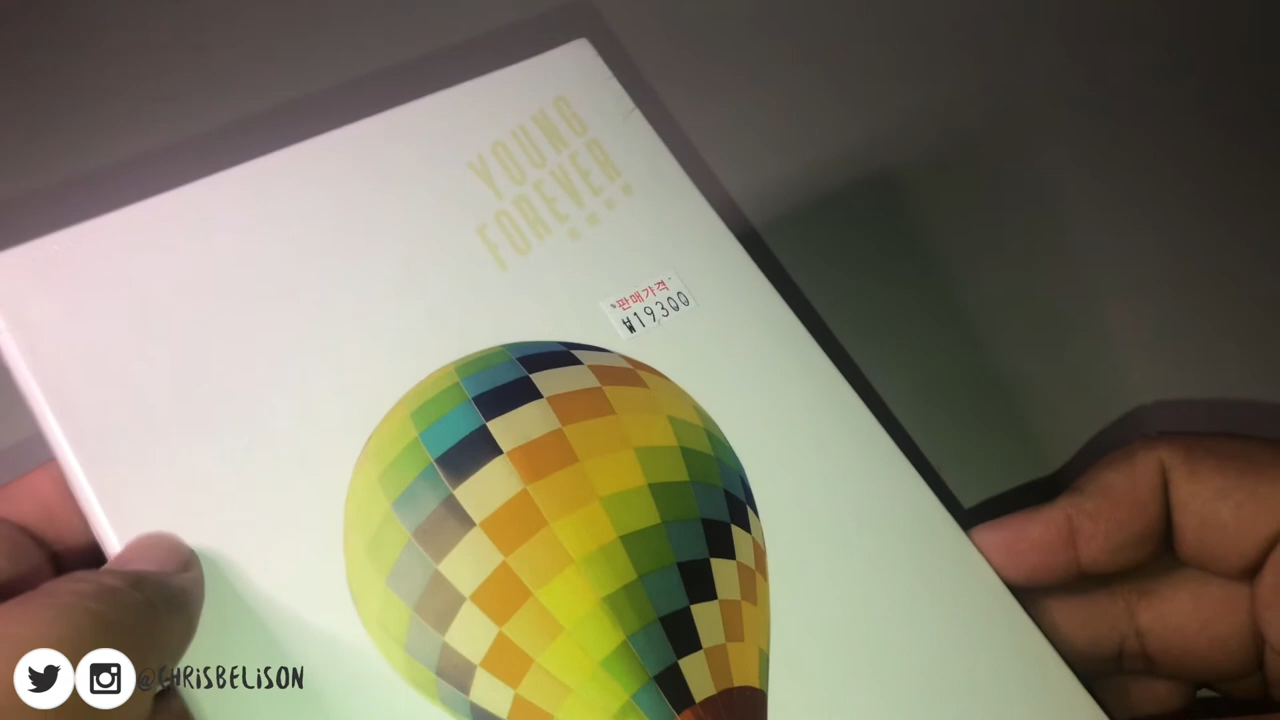 YOUNG
FOREVER
판매가격
₩19300
@CHRISBELISON